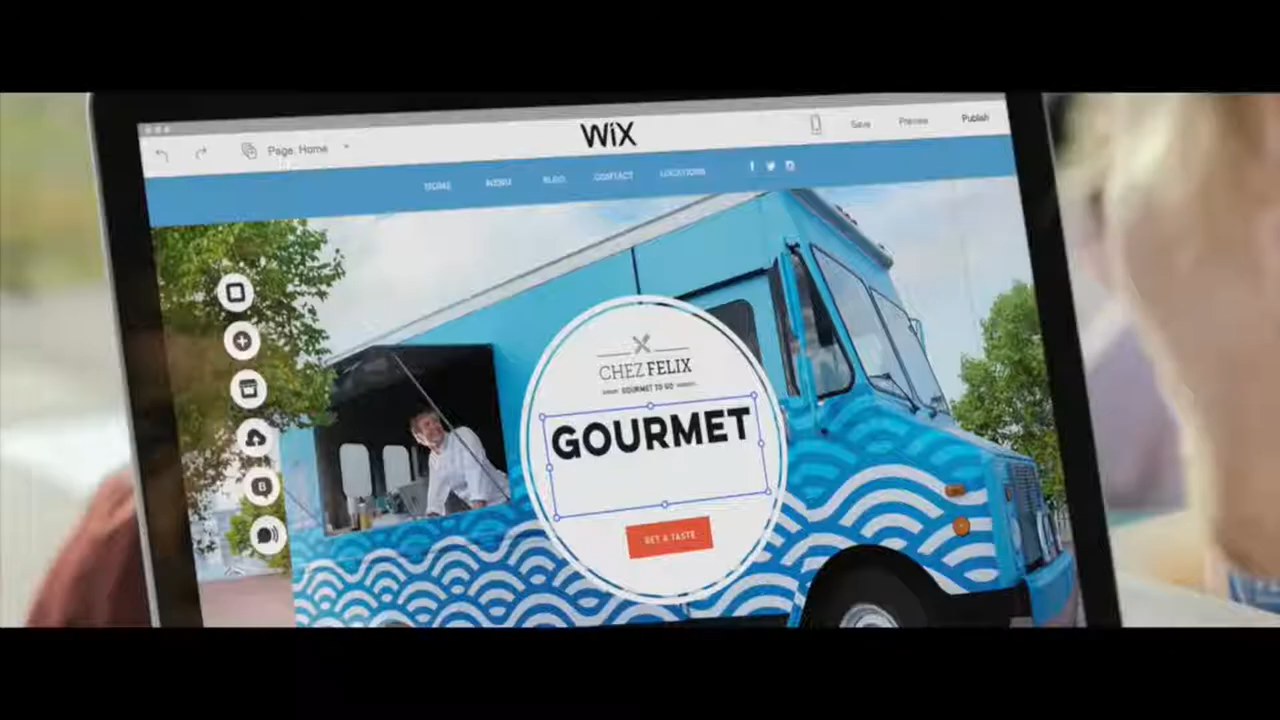 WiX
Page: Home
Save
Preview
Publish
HOME
MENU
BLOG
CONTACT
LOCATIONS
CHEZ FELIX
GOURMET TO GO
GOURMET
GET A TASTE